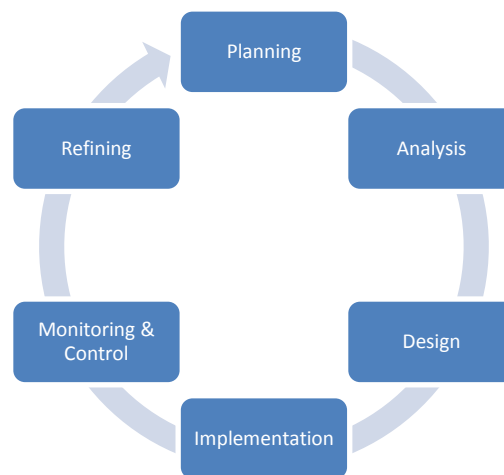 Planning
Analysis
Design
Implementation
Monitoring &
Control
Refining